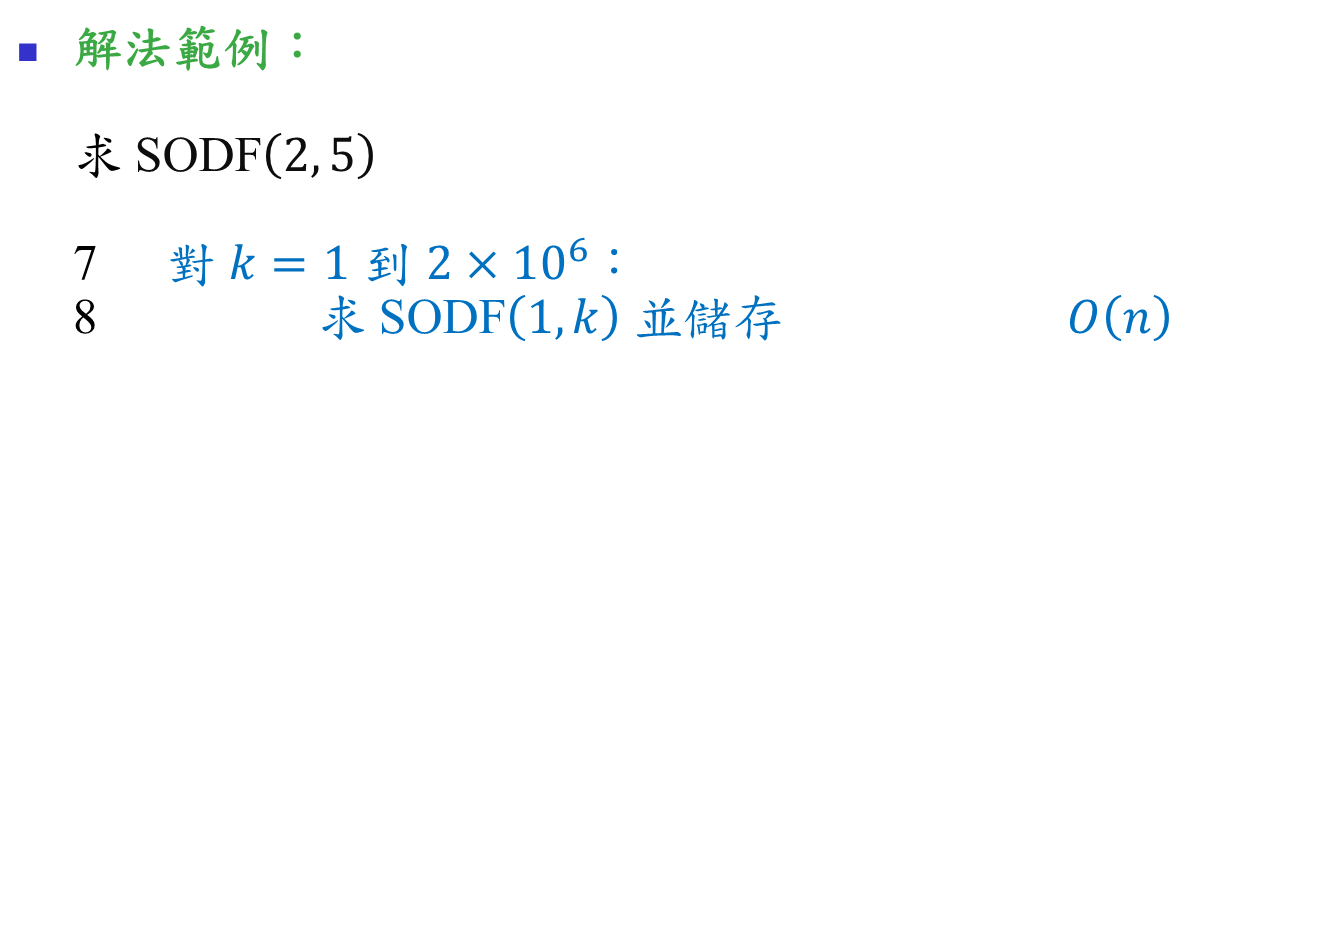 解法範例：
求 SODF(2, 5)
7 對 k = 1 到 2 × 10⁶：
8 求 SODF(1, k) 並儲存 O(n)